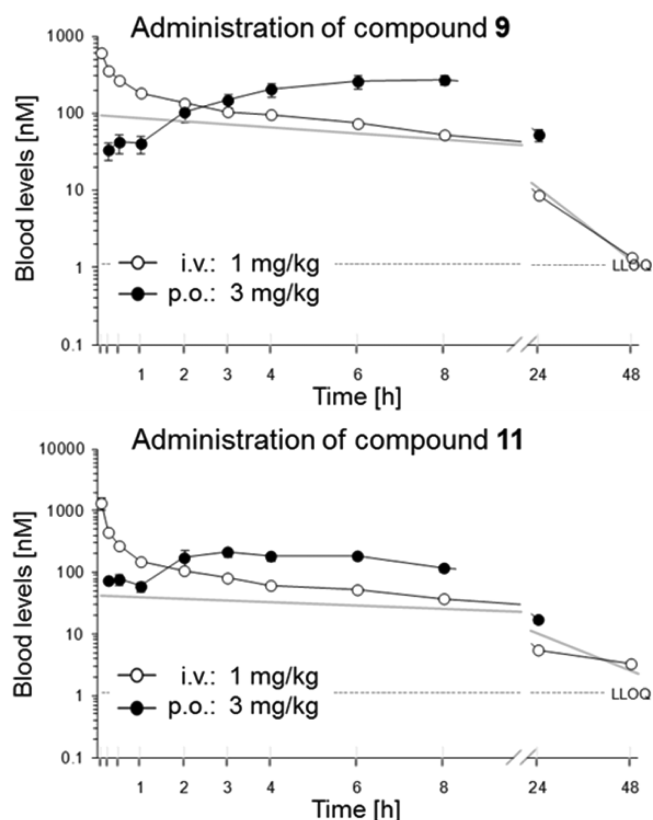 Administration of compound 9
1000
100
10
1
0.1
Blood levels [nM]
i.v.: 1 mg/kg
p.o.: 3 mg/kg
LLOQ
1 2 3 4 6 8 24 48
Time [h]
Administration of compound 11
10000
1000
100
10
1
0.1
Blood levels [nM]
i.v.: 1 mg/kg
p.o.: 3 mg/kg
LLOQ
1 2 3 4 6 8 24 48
Time [h]